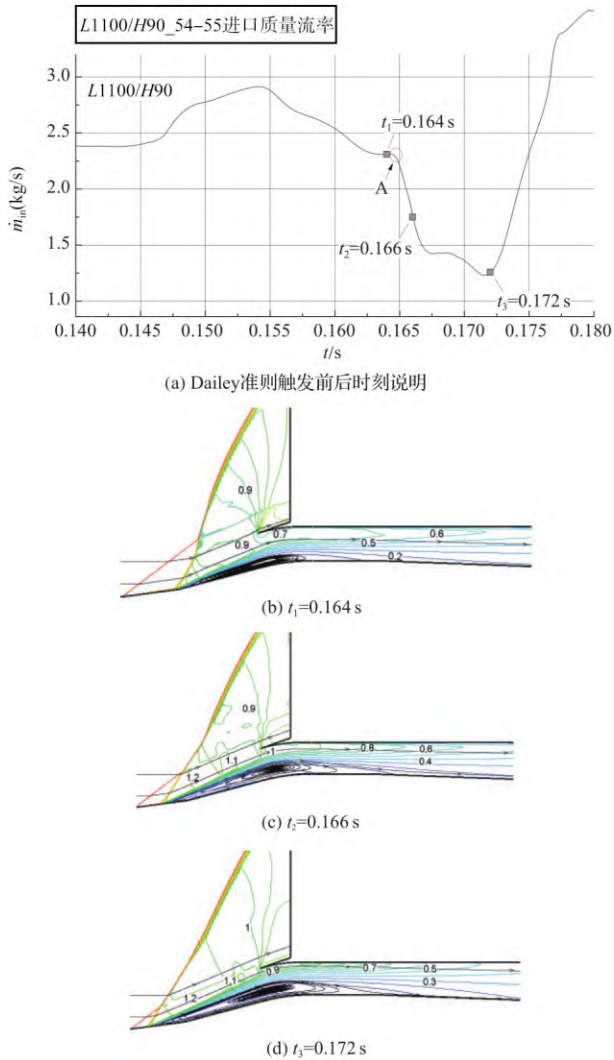 L1100/H90_54–55进口质量流率
L1100/H90
3.0
2.5
2.0
1.5
1.0
ṁin(kg/s)
t1=0.164 s
A
t2=0.166 s
t3=0.172 s
0.140 0.145 0.150 0.155 0.160 0.165 0.170 0.175 0.180
t/s
(a) Dailey准则触发前后时刻说明
0.9
0.9 0.7 0.5 0.6
0.2
(b) t1=0.164 s
0.9
1.2 1.1 1 0.8 0.6
0.4
(c) t2=0.166 s
1
1.2 1.1 0.9 0.7 0.5
0.3
(d) t3=0.172 s